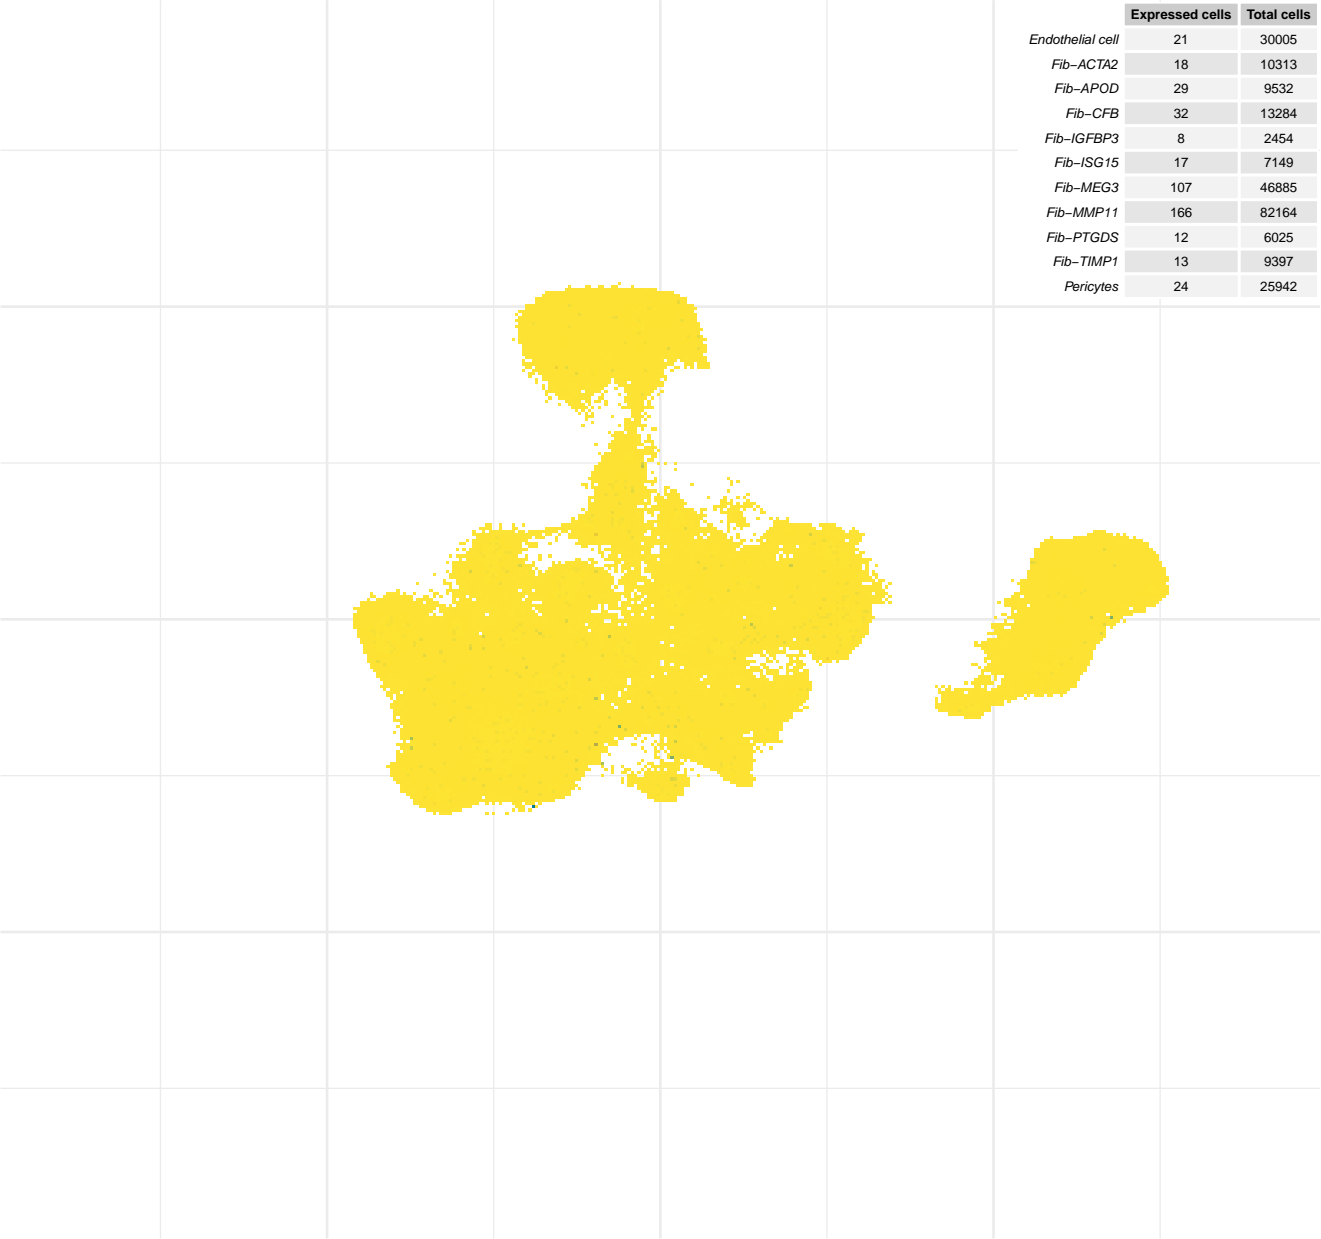 Expressed cells Total cells
Endothelial cell 21 30005
Fib−ACTA2 18 10313
Fib−APOD 29 9532
Fib−CFB 32 13284
Fib−IGFBP3 8 2454
Fib−ISG15 17 7149
Fib−MEG3 107 46885
Fib−MMP11 166 82164
Fib−PTGDS 12 6025
Fib−TIMP1 13 9397
Pericytes 24 25942